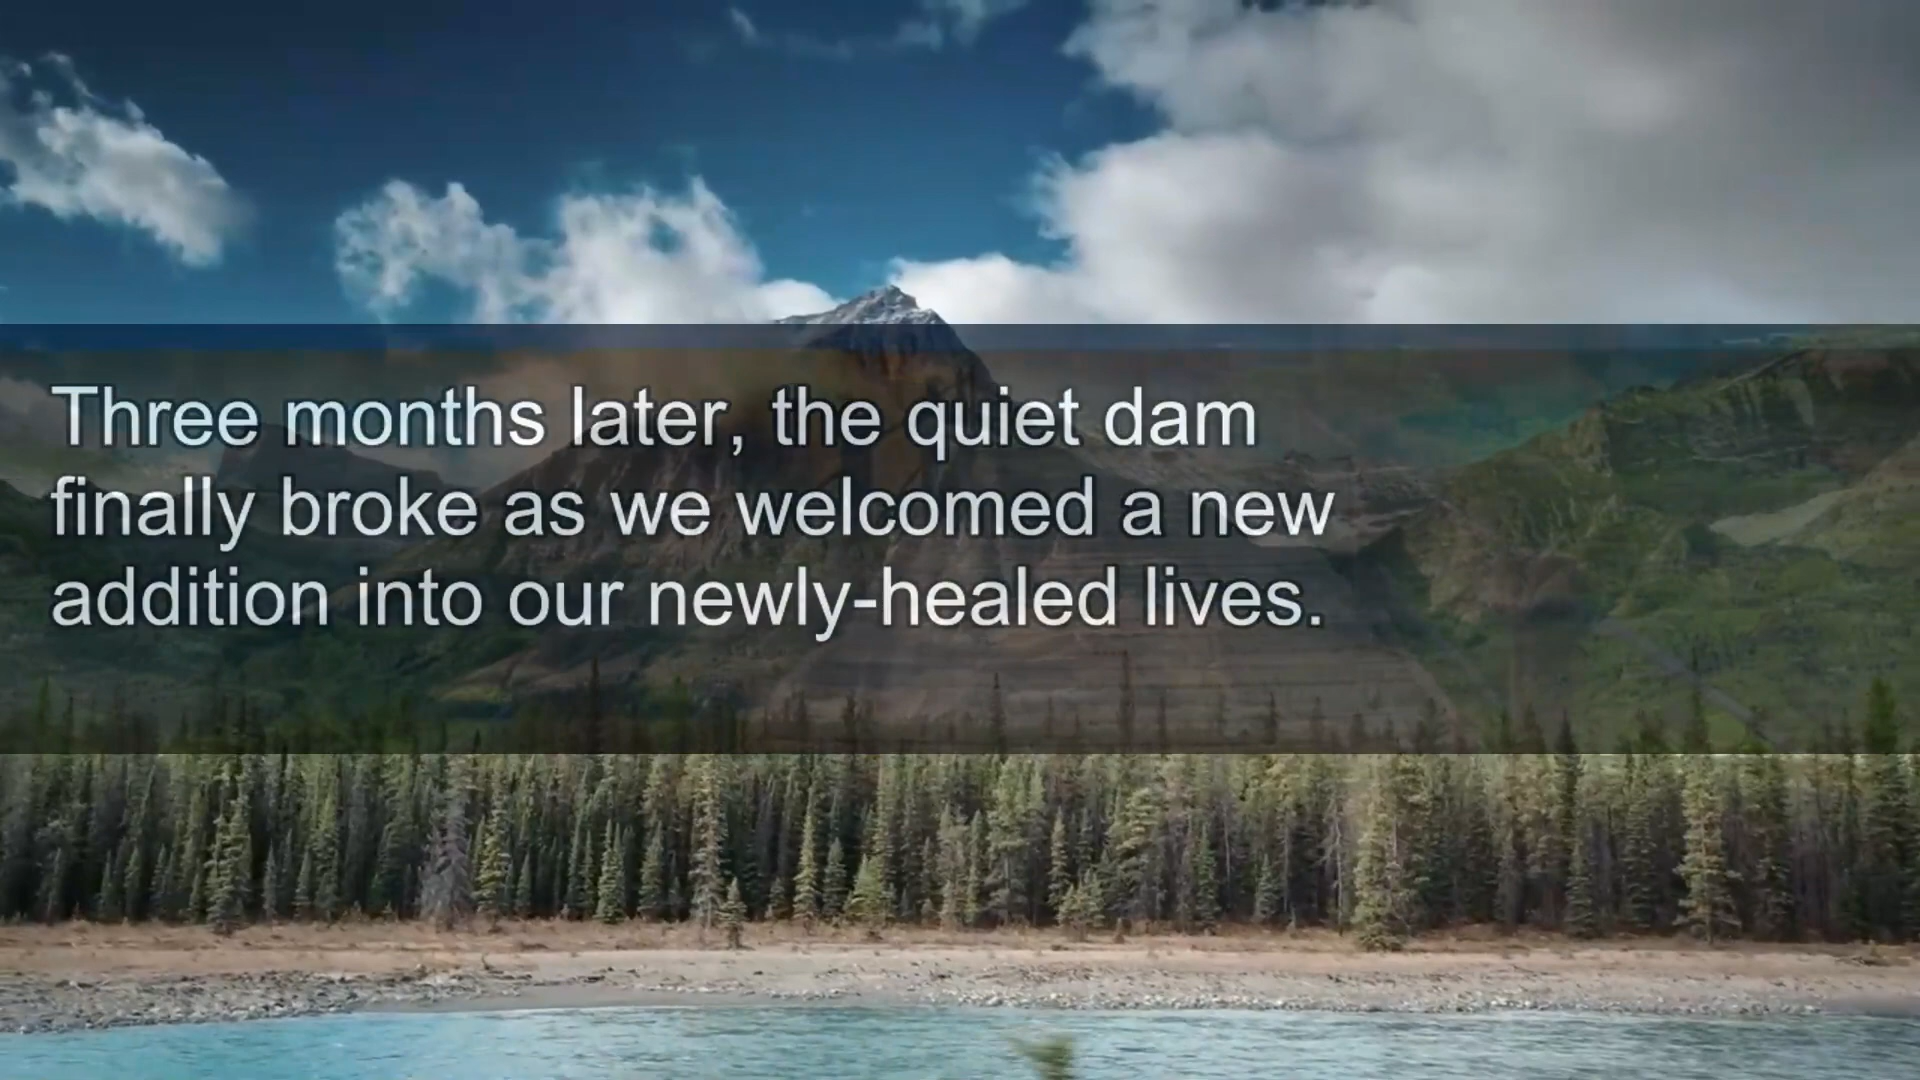 Three months later, the quiet dam
finally broke as we welcomed a new
addition into our newly-healed lives.